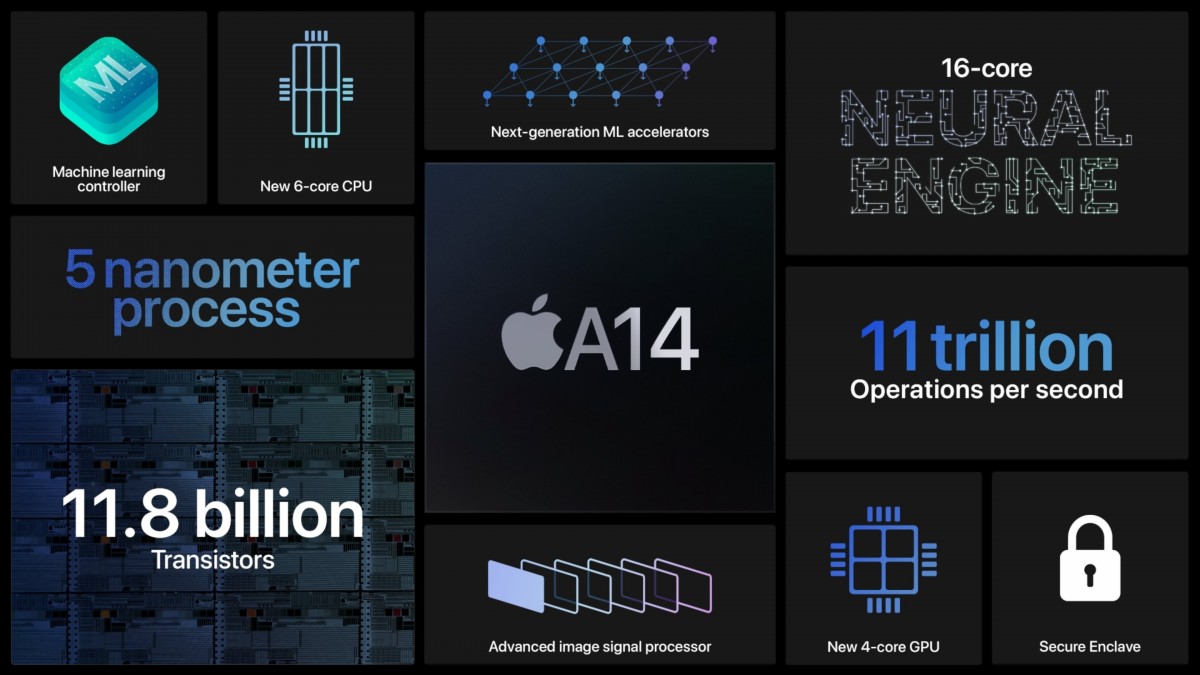 ML
Machine learning
controller
New 6-core CPU
Next-generation ML accelerators
16-core
NEURAL
ENGINE
5 nanometer
process
A14
11 trillion
Operations per second
11.8 billion
Transistors
Advanced image signal processor
New 4-core GPU
Secure Enclave